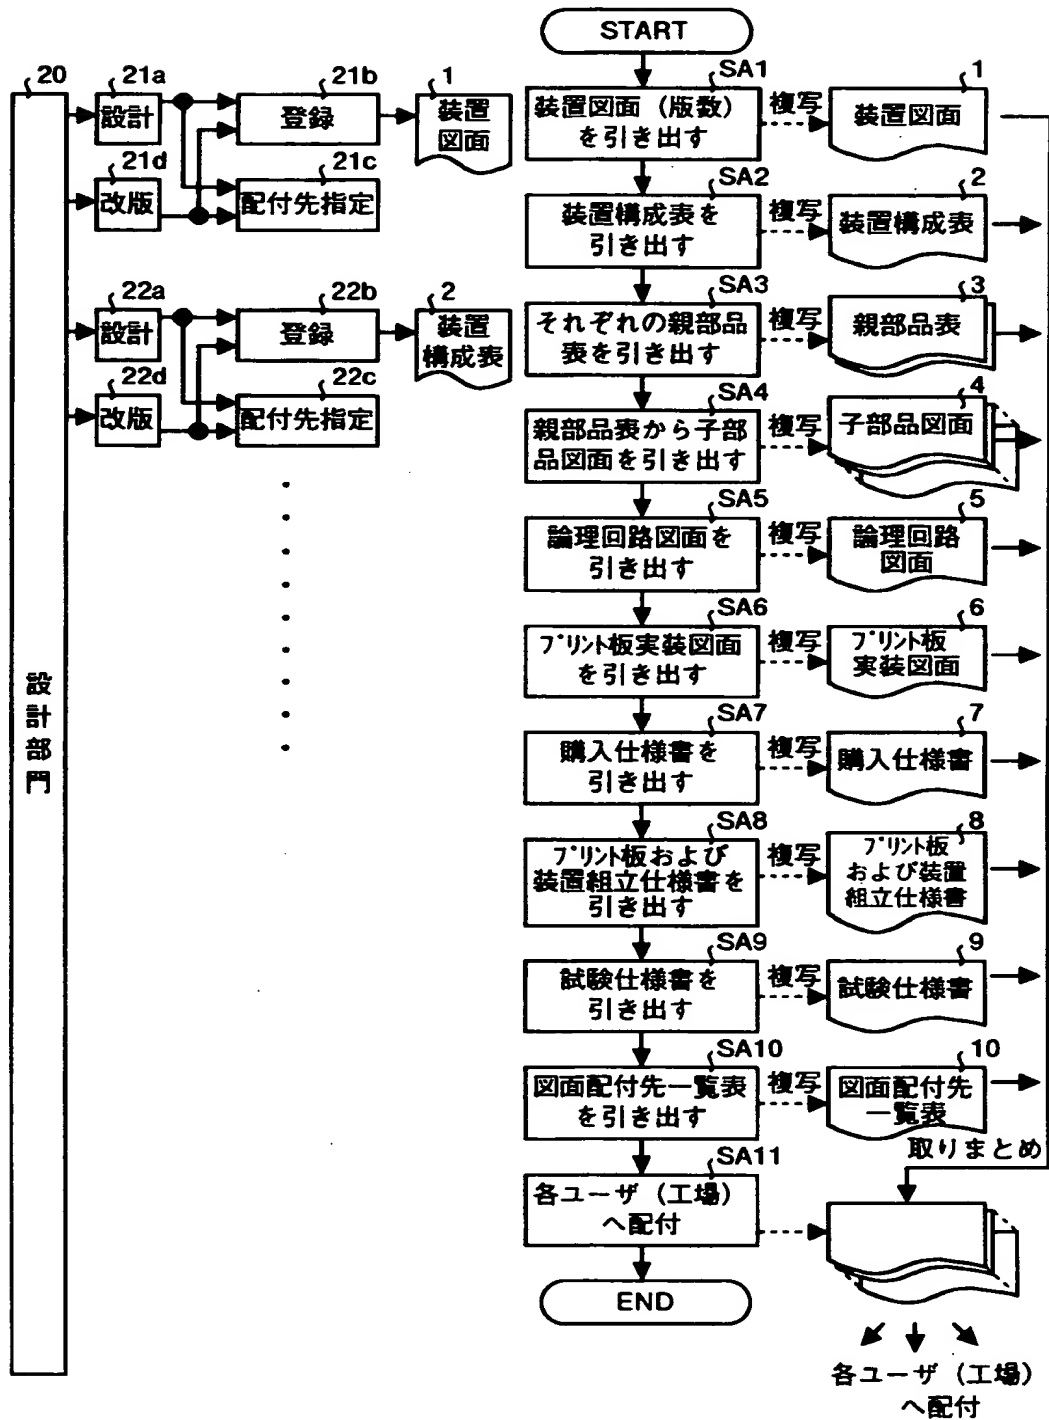 20
設計部門
21a
設計
21b
登録
1
装置
図面
21d
改版
21c
配付先指定
22a
設計
22b
登録
2
装置
構成表
22d
改版
22c
配付先指定
START
SA1
装置図面(版数)
を引き出す
複写
1
装置図面
SA2
装置構成表を
引き出す
複写
2
装置構成表
SA3
それぞれの親部品
表を引き出す
複写
3
親部品表
SA4
親部品表から子部
品図面を引き出す
複写
4
子部品図面
SA5
論理回路図面を
引き出す
複写
5
論理回路
図面
SA6
プリント板実装図面
を引き出す
複写
6
プリント板
実装図面
SA7
購入仕様書を
引き出す
複写
7
購入仕様書
SA8
プリント板および
装置組立仕様書を
引き出す
複写
8
プリント板
および装置
組立仕様書
SA9
試験仕様書を
引き出す
複写
9
試験仕様書
SA10
図面配付先一覧表
を引き出す
複写
10
図面配付先
一覧表
取りまとめ
SA11
各ユーザ(工場)
へ配付
END
各ユーザ(工場)
へ配付